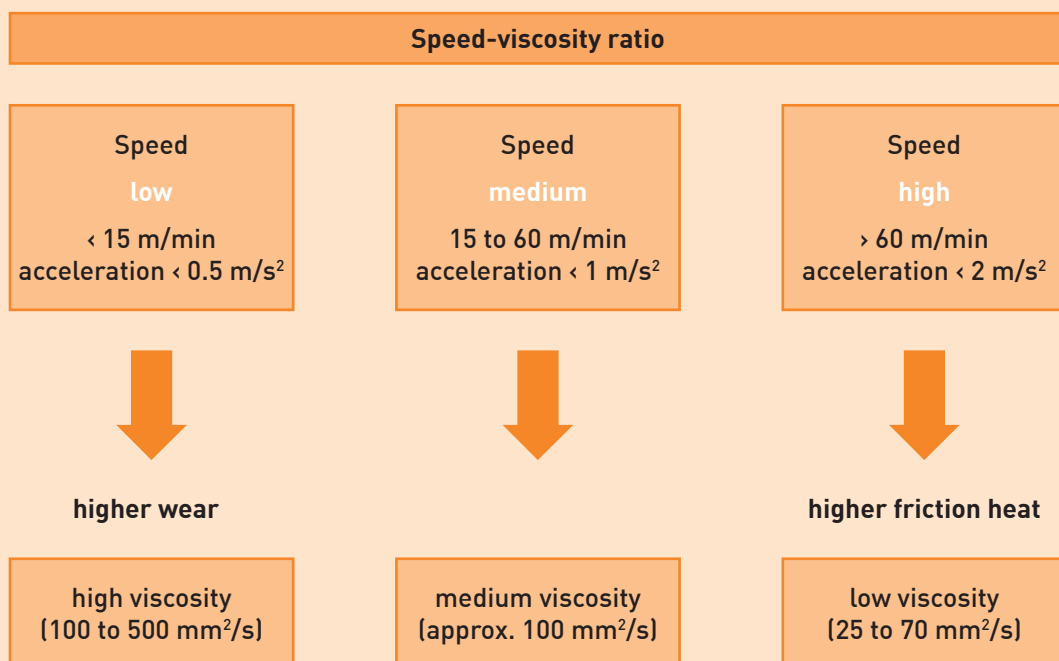 Speed-viscosity ratio
Speed
low
‹ 15 m/min
acceleration ‹ 0.5 m/s²
Speed
medium
15 to 60 m/min
acceleration ‹ 1 m/s²
Speed
high
› 60 m/min
acceleration ‹ 2 m/s²
higher wear
higher friction heat
high viscosity
(100 to 500 mm²/s)
medium viscosity
(approx. 100 mm²/s)
low viscosity
(25 to 70 mm²/s)